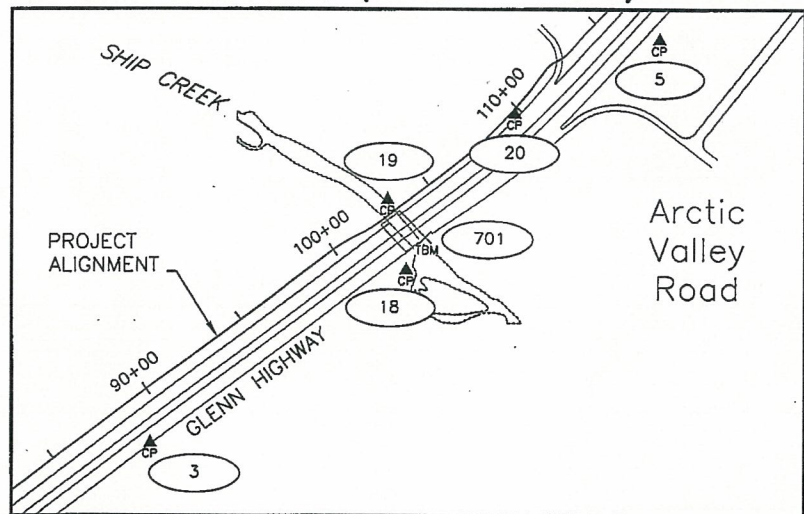 SHIP CREEK
110+00
CP
5
CP
20
19
CP
100+00
701
TBM
Arctic
Valley
Road
PROJECT
ALIGNMENT
CP
18
90+00
GLENN HIGHWAY
CP
3